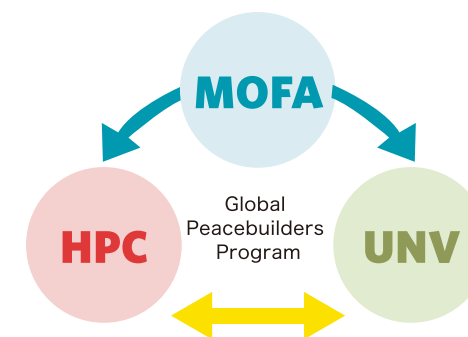 MOFA
Global
Peacebuilders
Program
HPC
UNV